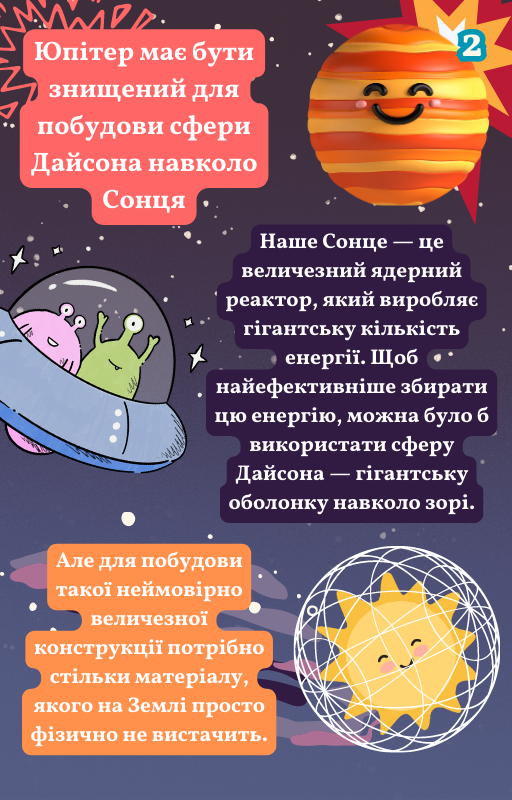 2
Юпітер має бути
знищений для
побудови сфери
Дайсона навколо
Сонця
Наше Сонце — це
величезний ядерний
реактор, який виробляє
гігантську кількість
енергії. Щоб
найефективніше збирати
цю енергію, можна було б
використати сферу
Дайсона — гігантську
оболонку навколо зорі.
Але для побудови
такої неймовірно
величезної
конструкції потрібно
стільки матеріалу,
якого на Землі просто
фізично не вистачить.